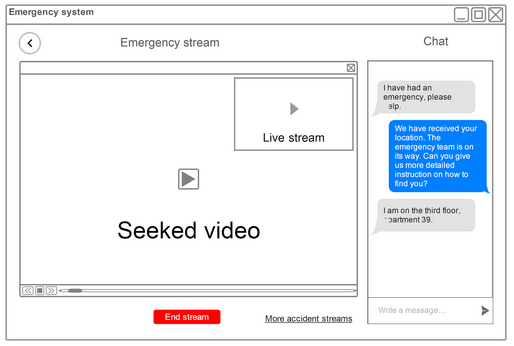 Emergency system
Emergency stream
Chat
Live stream
Seeked video
I have had an
emergency, please
elp.
We have received your
location. The
emergency team is on
its way. Can you give
us more detailed
instruction on how to
find you?
I am on the third floor,
partment 39.
Write a message...
End stream
More accident streams